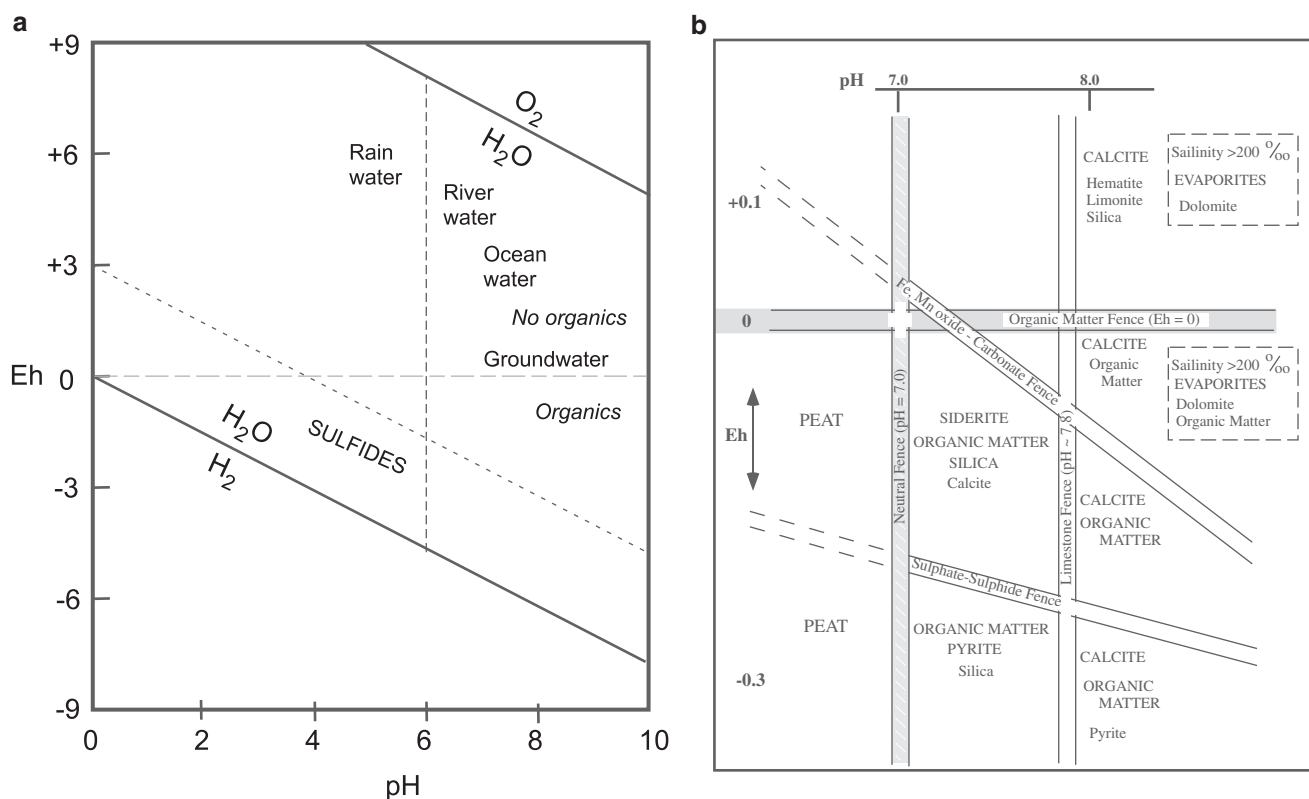 a
+9
+6
+3
Eh 0
-3
-6
-9
0 2 4 6 8 10
pH
O2
H2O
Rain
water
River
water
Ocean
water
No organics
Groundwater
Organics
H2O
H2
SULFIDES
b
pH 7.0 8.0
+0.1
0
Eh
-0.3
CALCITE
Hematite
Limonite
Silica
Sailinity >200 ‰
EVAPORITES
Dolomite
Fe, Mn oxide - Carbonate Fence
Organic Matter Fence (Eh = 0)
Neutral Fence (pH = 7.0)
Limestone Fence (pH ~ 7.8)
CALCITE
Organic
Matter
Sailinity >200 ‰
EVAPORITES
Dolomite
Organic Matter
PEAT
SIDERITE
ORGANIC MATTER
SILICA
Calcite
CALCITE
ORGANIC
MATTER
Sulphate-Sulphide Fence
PEAT
ORGANIC MATTER
PYRITE
Silica
CALCITE
ORGANIC
MATTER
Pyrite